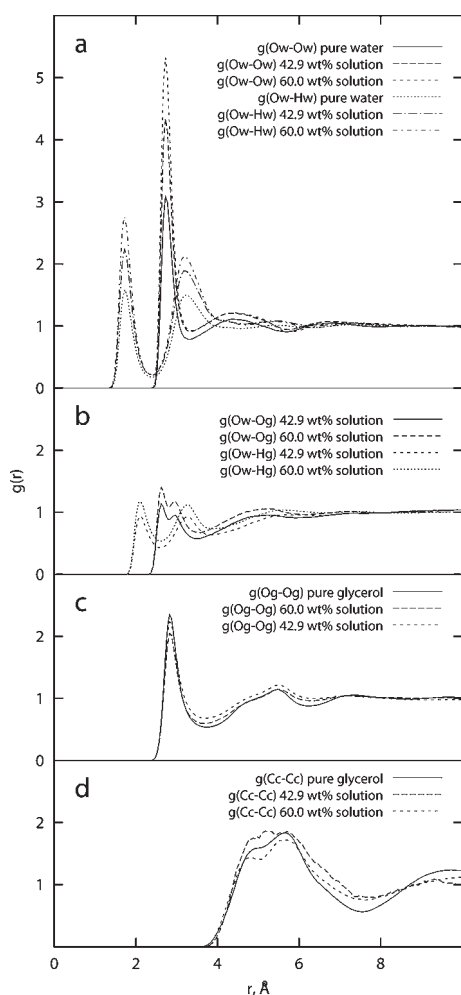 a
g(Ow-Ow) pure water
g(Ow-Ow) 42.9 wt% solution
g(Ow-Ow) 60.0 wt% solution
g(Ow-Hw) pure water
g(Ow-Hw) 42.9 wt% solution
g(Ow-Hw) 60.0 wt% solution
5
4
3
2
1
0
b
g(Ow-Og) 42.9 wt% solution
g(Ow-Og) 60.0 wt% solution
g(Ow-Hg) 42.9 wt% solution
g(Ow-Hg) 60.0 wt% solution
2
1
0
g(r)
c
g(Og-Og) pure glycerol
g(Og-Og) 60.0 wt% solution
g(Og-Og) 42.9 wt% solution
2
1
0
d
g(Cc-Cc) pure glycerol
g(Cc-Cc) 42.9 wt% solution
g(Cc-Cc) 60.0 wt% solution
2
1
0 2 4 6 8
r, Å